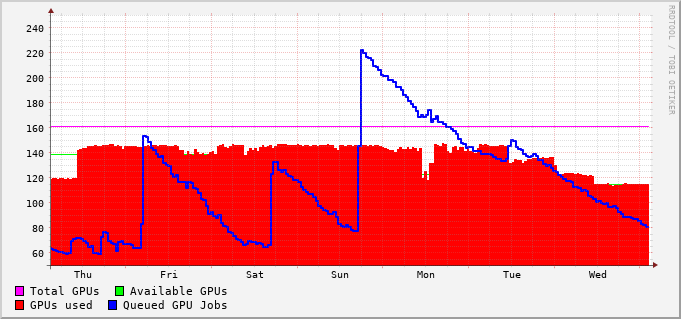 240
220
200
180
160
140
120
100
80
60
Thu Fri Sat Sun Mon Tue Wed
Total GPUs Available GPUs
GPUs used Queued GPU Jobs
RRDTOOL / TOBI OETIKER